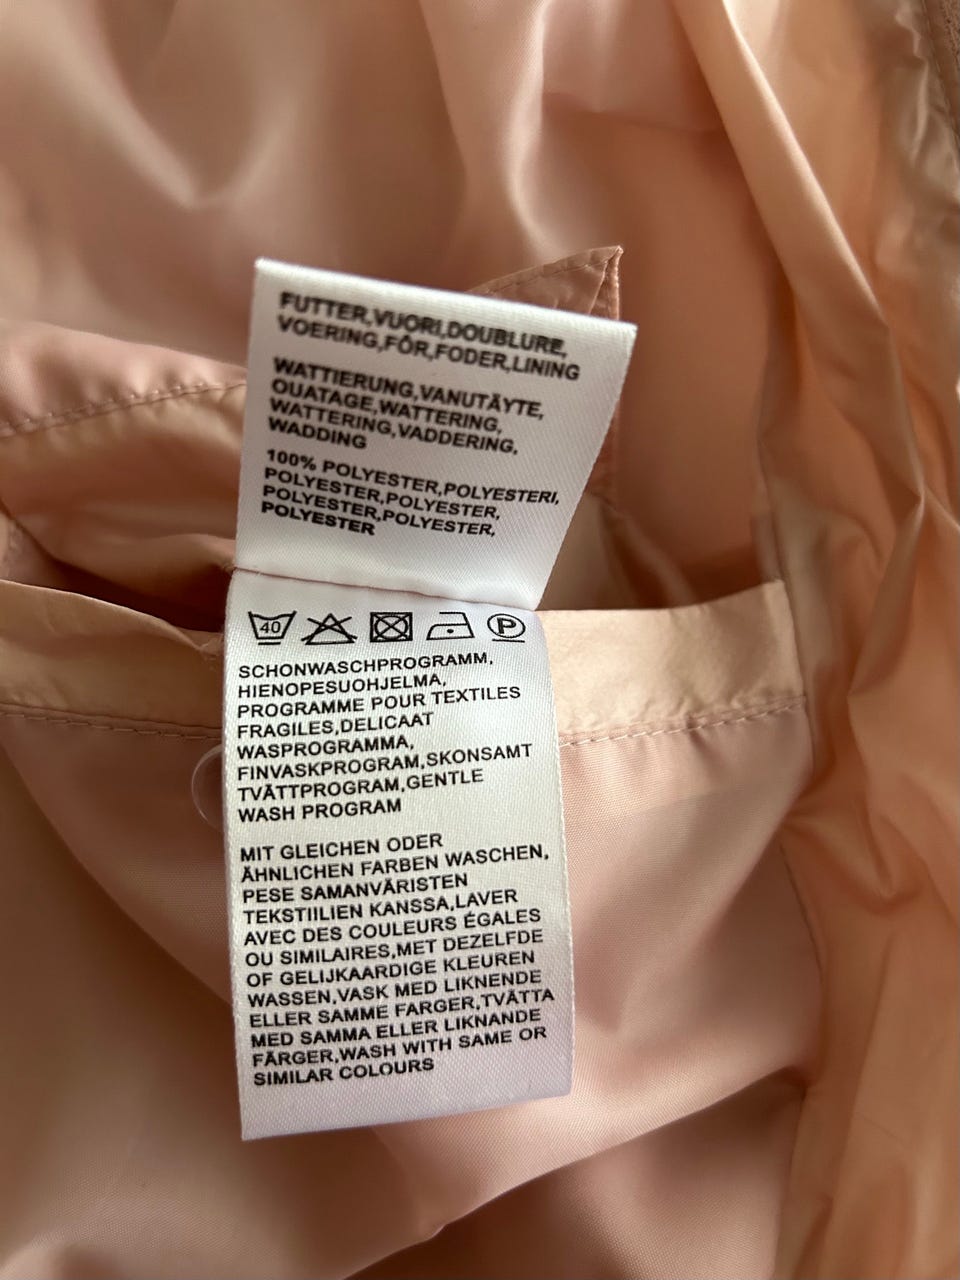 FUTTER,VUORI,DOUBLURE,
VOERING,FÔR,FODER,LINING
WATTIERUNG,VANUTÄYTE,
OUATAGE,WATTERING,
WATTERING,VADDERING,
WADDING
100% POLYESTER,POLYESTERI,
POLYESTER,POLYESTER,
POLYESTER,POLYESTER,
POLYESTER
40 P
SCHONWASCHPROGRAMM,
HIENOPESUOHJELMA,
PROGRAMME POUR TEXTILES
FRAGILES,DELICAAT
WASPROGRAMMA,
FINVASKPROGRAM,SKONSAMT
TVÄTTPROGRAM,GENTLE
WASH PROGRAM
MIT GLEICHEN ODER
ÄHNLICHEN FARBEN WASCHEN,
PESE SAMANVÄRISTEN
TEKSTIILIEN KANSSA,LAVER
AVEC DES COULEURS ÉGALES
OU SIMILAIRES,MET DEZELFDE
OF GELIJKAARDIGE KLEUREN
WASSEN,VASK MED LIKNENDE
ELLER SAMME FARGER,TVÄTTA
MED SAMMA ELLER LIKNANDE
FÄRGER,WASH WITH SAME OR
SIMILAR COLOURS